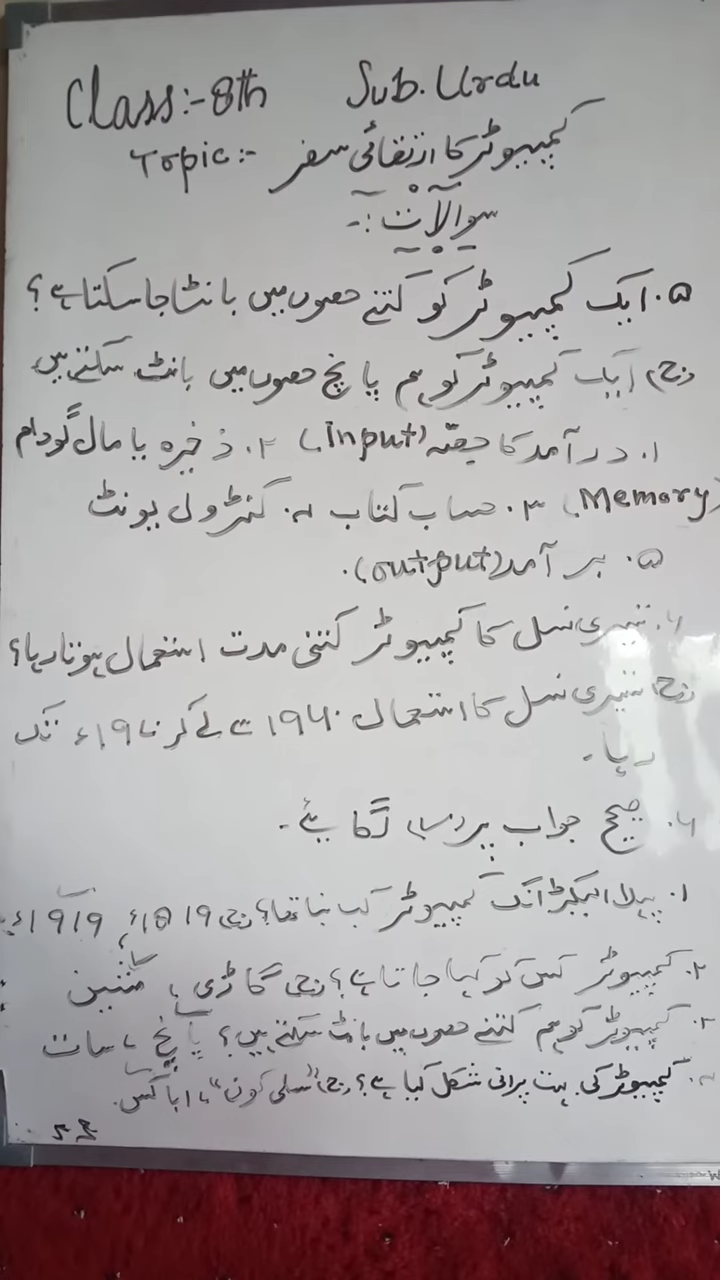 Class:-8th Sub. Urdu
Topic:- کمپیوٹر کا ارتقائی سفر
سوالات:-
۵۔ ایک کمپیوٹر کو کتنے حصوں میں بانٹا جا سکتا ہے؟
ج) ایک کمپیوٹر کو ہم پانچ حصوں میں بانٹ سکتے ہیں
۱۔ درآمد کا حصّہ (input) ۲۔ ذخیرہ یا مال گودام
(Memory) ۳۔ حساب کتاب ۴۔ کنٹرول یونٹ
۵۔ برآمد (output)۔
۶۔ تیسری نسل کا کمپیوٹر کتنی مدت استعمال ہوتا رہا؟
ج) تیسری نسل کا استعمال ۱۹۶۰ سے لے کر ۱۹۷۰ء تک
رہا۔
۶۔ صحیح جواب پر (✓) لگایئے۔
۱۔ پہلا الیکٹرانک کمپیوٹر کب بنا تھا؟ ج) ۱۵۱۹ء، ۱۹۱۹ء
۲۔ کمپیوٹر کس کو کہا جاتا ہے؟ ج) گاڑی، مشین
۳۔ کمپیوٹر کو ہم کتنے حصوں میں بانٹ سکتے ہیں؟ پانچ، سات
۴۔ کمپیوٹر کی بہت پرانی شکل کیا ہے؟ ج) "سلی کون"، اباکس۔